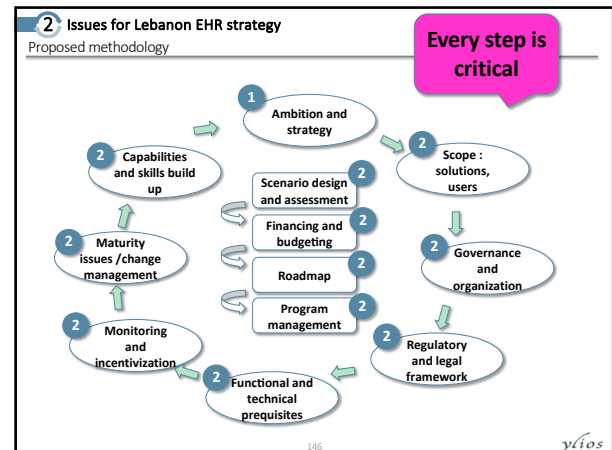 2 Issues for Lebanon EHR strategy
Proposed methodology
Every step is
critical
1
Ambition and
strategy
2
Scope :
solutions,
users
2
Governance
and
organization
2
Regulatory
and legal
framework
2
Functional and
technical
prequisites
2
Monitoring
and
incentivization
2
Maturity
issues /change
management
2
Capabilities
and skills build
up
2
Scenario design
and assessment
2
Financing and
budgeting
2
Roadmap
2
Program
management
146
ylios